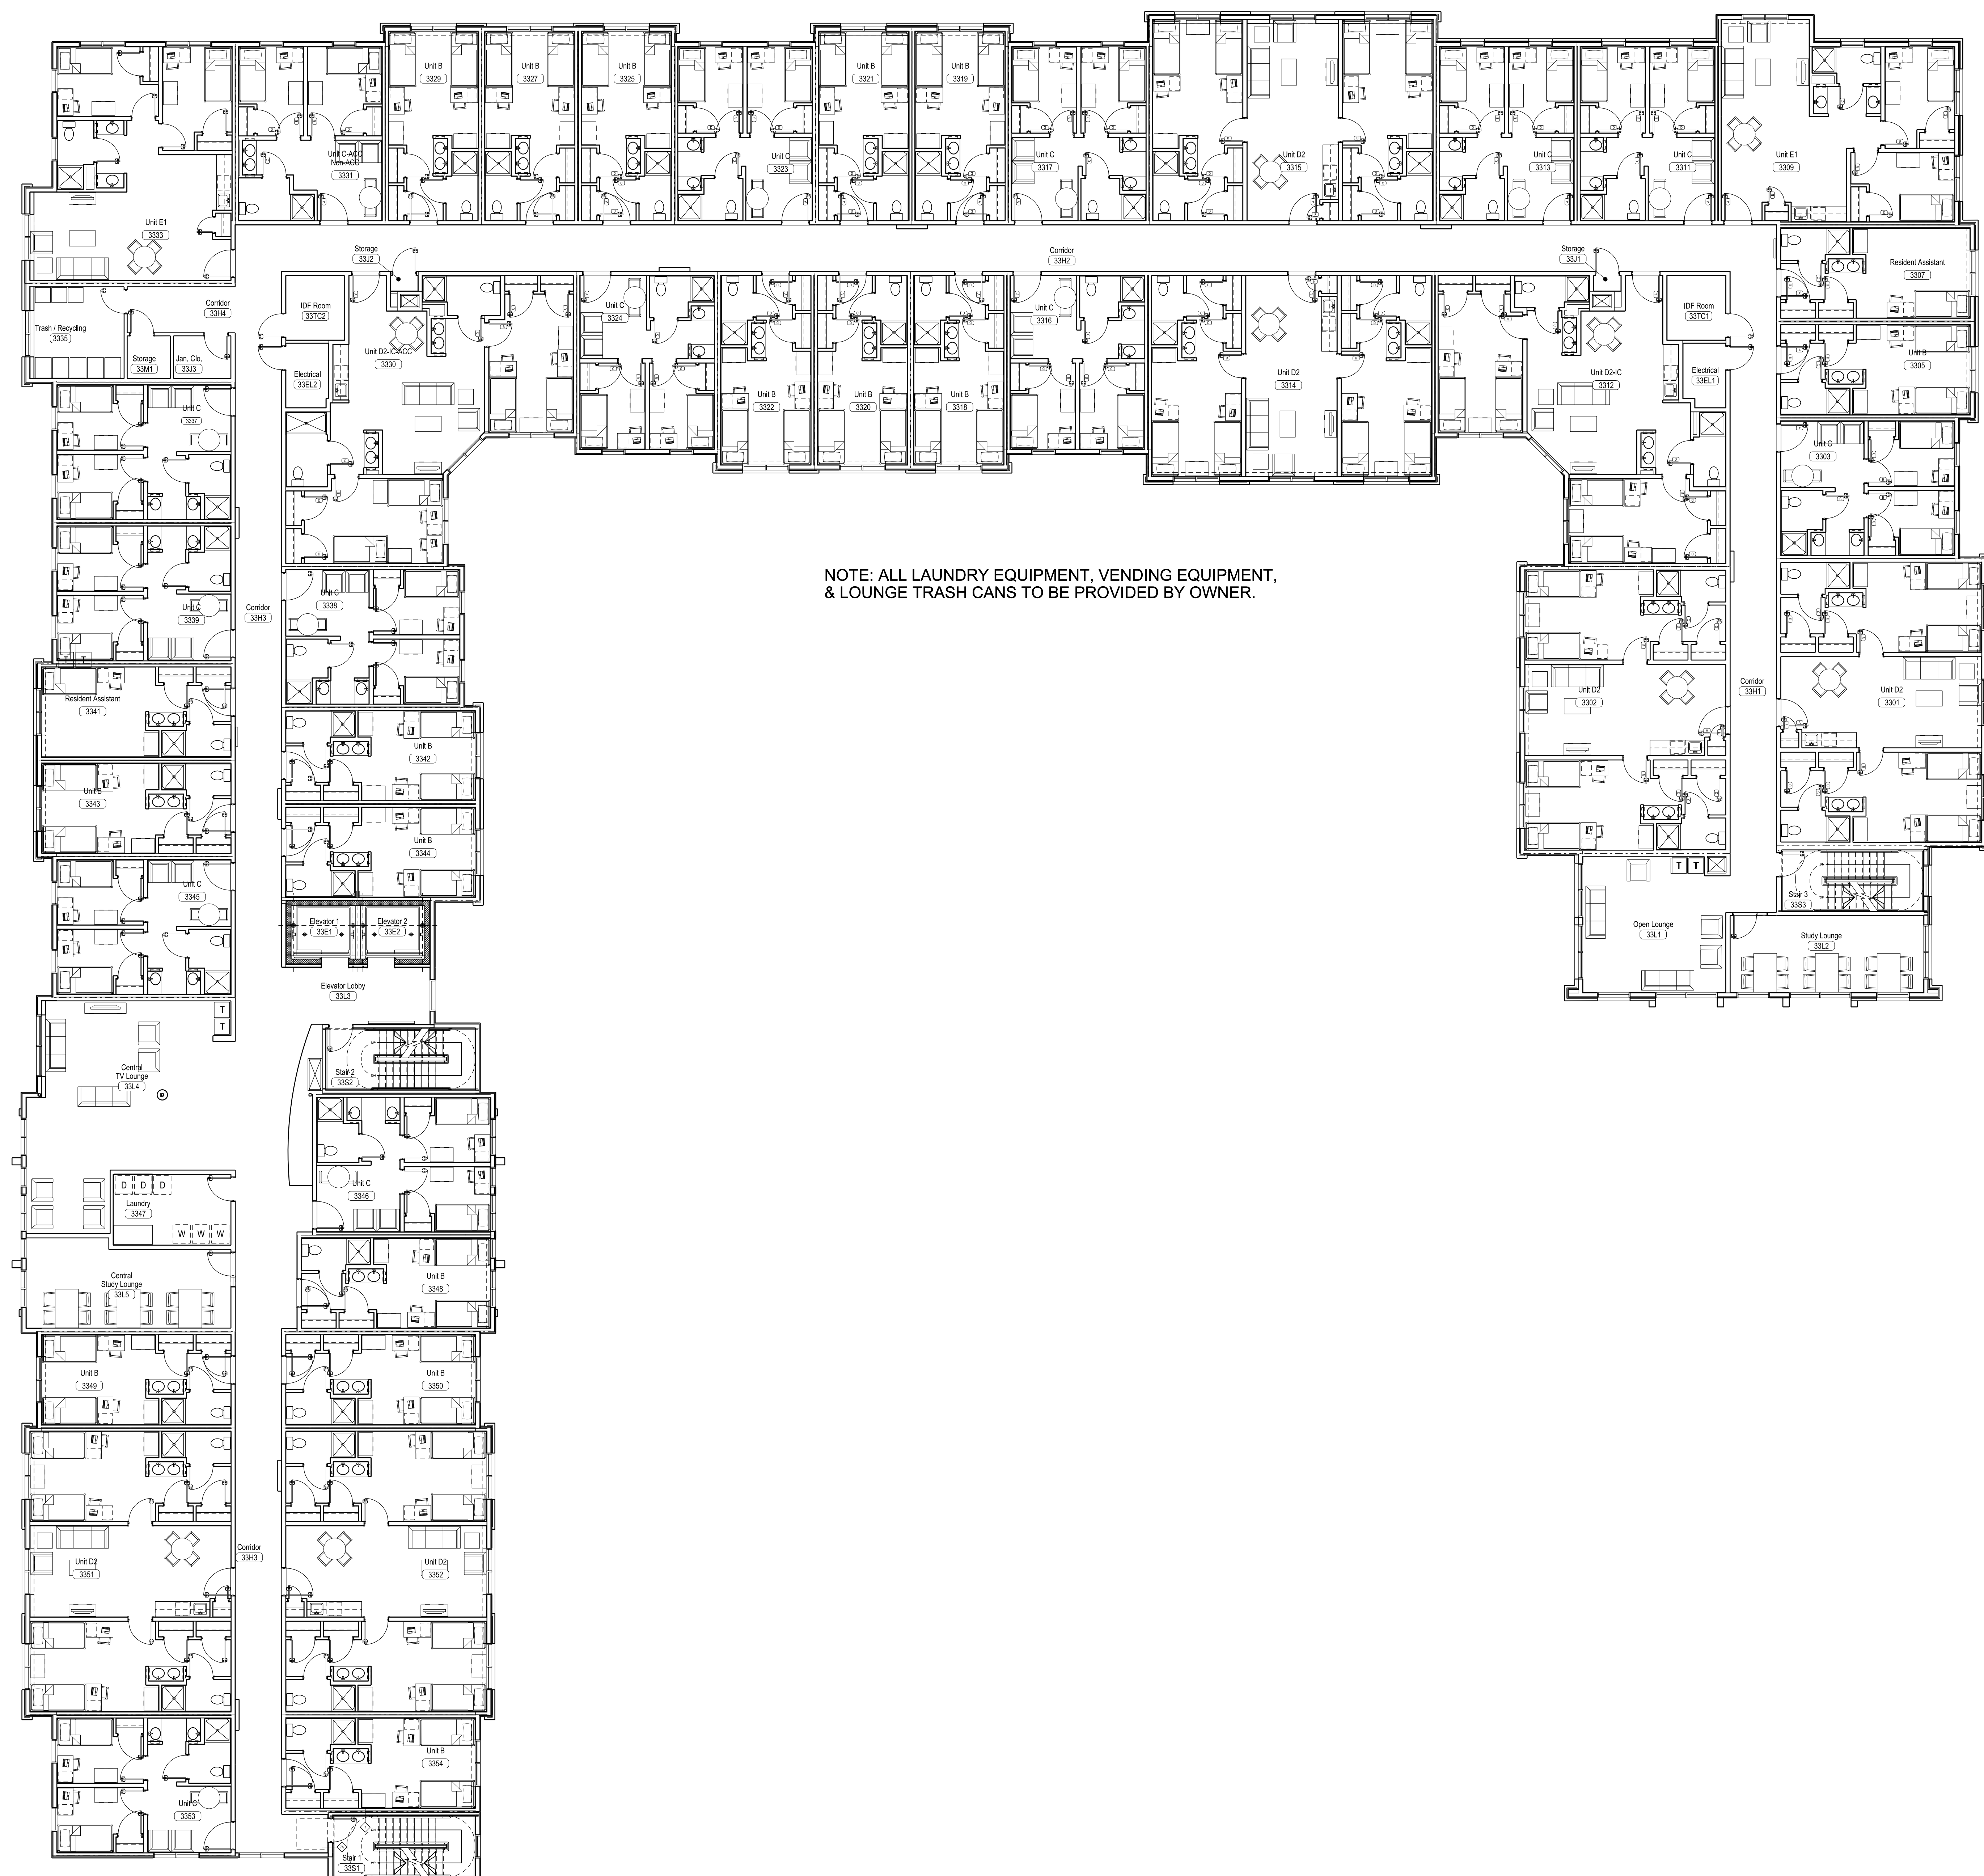 Unit B
3329
Unit B
3327
Unit B
3325
Unit B
3321
Unit B
3319
Unit C-ACC
Non-ACC
3331
Unit C
3323
Unit C
3317
Unit D2
3315
Unit C
3313
Unit C
3311
Unit E1
3309
Unit E1
3333
Storage
33J2
Corridor
33H2
Storage
33J1
Resident Assistant
3307
Corridor
33H4
IDF Room
33TC2
Unit C
3324
Unit C
3316
IDF Room
33TC1
Trash / Recycling
3335
Storage
33M1
Jan. Clo.
33J3
Unit D2-IC-ACC
3330
Electrical
33EL2
Unit B
3322
Unit B
3320
Unit B
3318
Unit D2
3314
Unit D2-IC
3312
Electrical
33EL1
Unit B
3305
Unit C
3337
Unit C
3303
NOTE: ALL LAUNDRY EQUIPMENT, VENDING EQUIPMENT,
& LOUNGE TRASH CANS TO BE PROVIDED BY OWNER.
Unit C
3339
Corridor
33H3
Unit C
3338
T T
Resident Assistant
3341
Unit D2
3302
Corridor
33H1
Unit D2
3301
Unit B
3342
Unit B
3343
Unit B
3344
Unit C
3345
T T
Stair 3
33S3
Elevator 1
33E1
Elevator 2
33E2
Open Lounge
33L1
Study Lounge
33L2
Elevator Lobby
33L3
T
T
Central
TV Lounge
33L4
D
Stair 2
33S2
D D D
Laundry
3347
W W W
Unit C
3346
Central
Study Lounge
33L5
Unit B
3348
Unit B
3349
Unit B
3350
Unit D2
3351
Corridor
33H3
Unit D2
3352
Unit B
3354
Unit C
3353
Stair 1
33S1